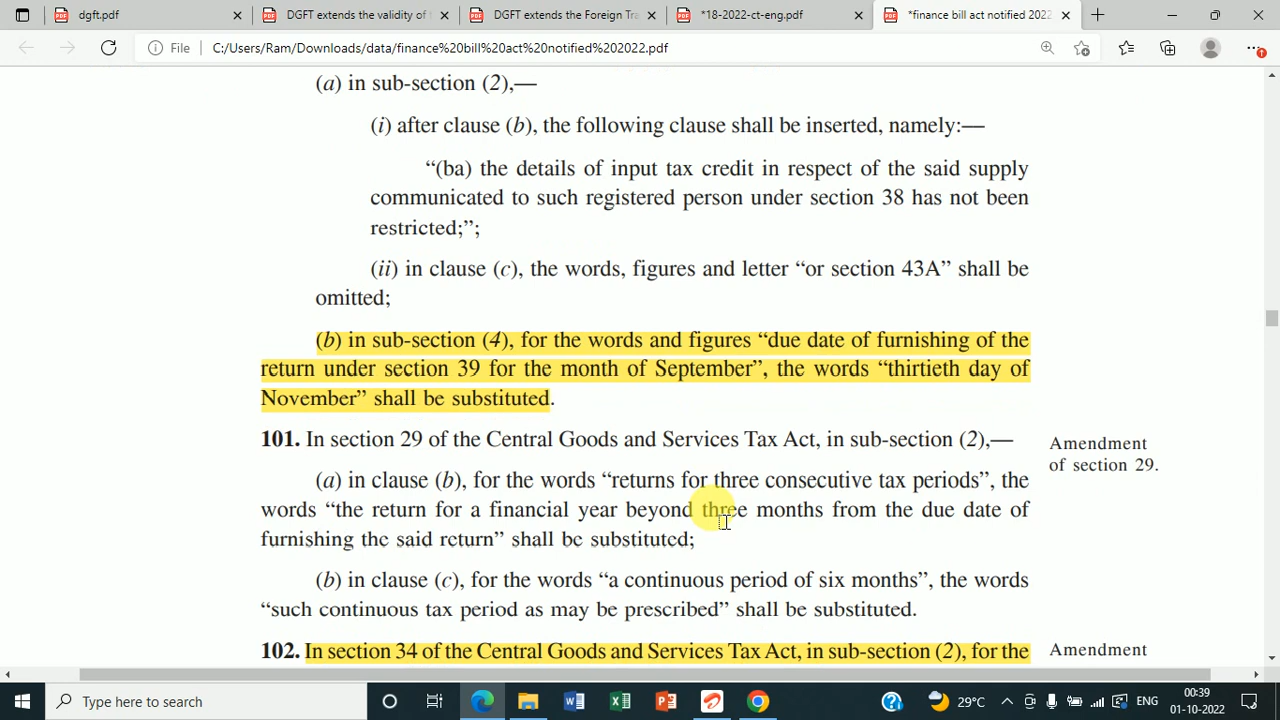 dgft.pdf
DGFT extends the validity of
DGFT extends the Foreign Tra
*18-2022-ct-eng.pdf
*finance bill act notified 2022
File C:/Users/Ram/Downloads/data/finance%20bill%20act%20notified%202022.pdf
(a) in sub-section (2),—
(i) after clause (b), the following clause shall be inserted, namely:—
“(ba) the details of input tax credit in respect of the said supply
communicated to such registered person under section 38 has not been
restricted;”;
(ii) in clause (c), the words, figures and letter “or section 43A” shall be
omitted;
(b) in sub-section (4), for the words and figures “due date of furnishing of the
return under section 39 for the month of September”, the words “thirtieth day of
November” shall be substituted.
101. In section 29 of the Central Goods and Services Tax Act, in sub-section (2),—
Amendment
of section 29.
(a) in clause (b), for the words “returns for three consecutive tax periods”, the
words “the return for a financial year beyond three months from the due date of
furnishing the said return” shall be substituted;
(b) in clause (c), for the words “a continuous period of six months”, the words
“such continuous tax period as may be prescribed” shall be substituted.
102. In section 34 of the Central Goods and Services Tax Act, in sub-section (2), for the
Amendment
Type here to search
29°C
ENG
00:39
01-10-2022